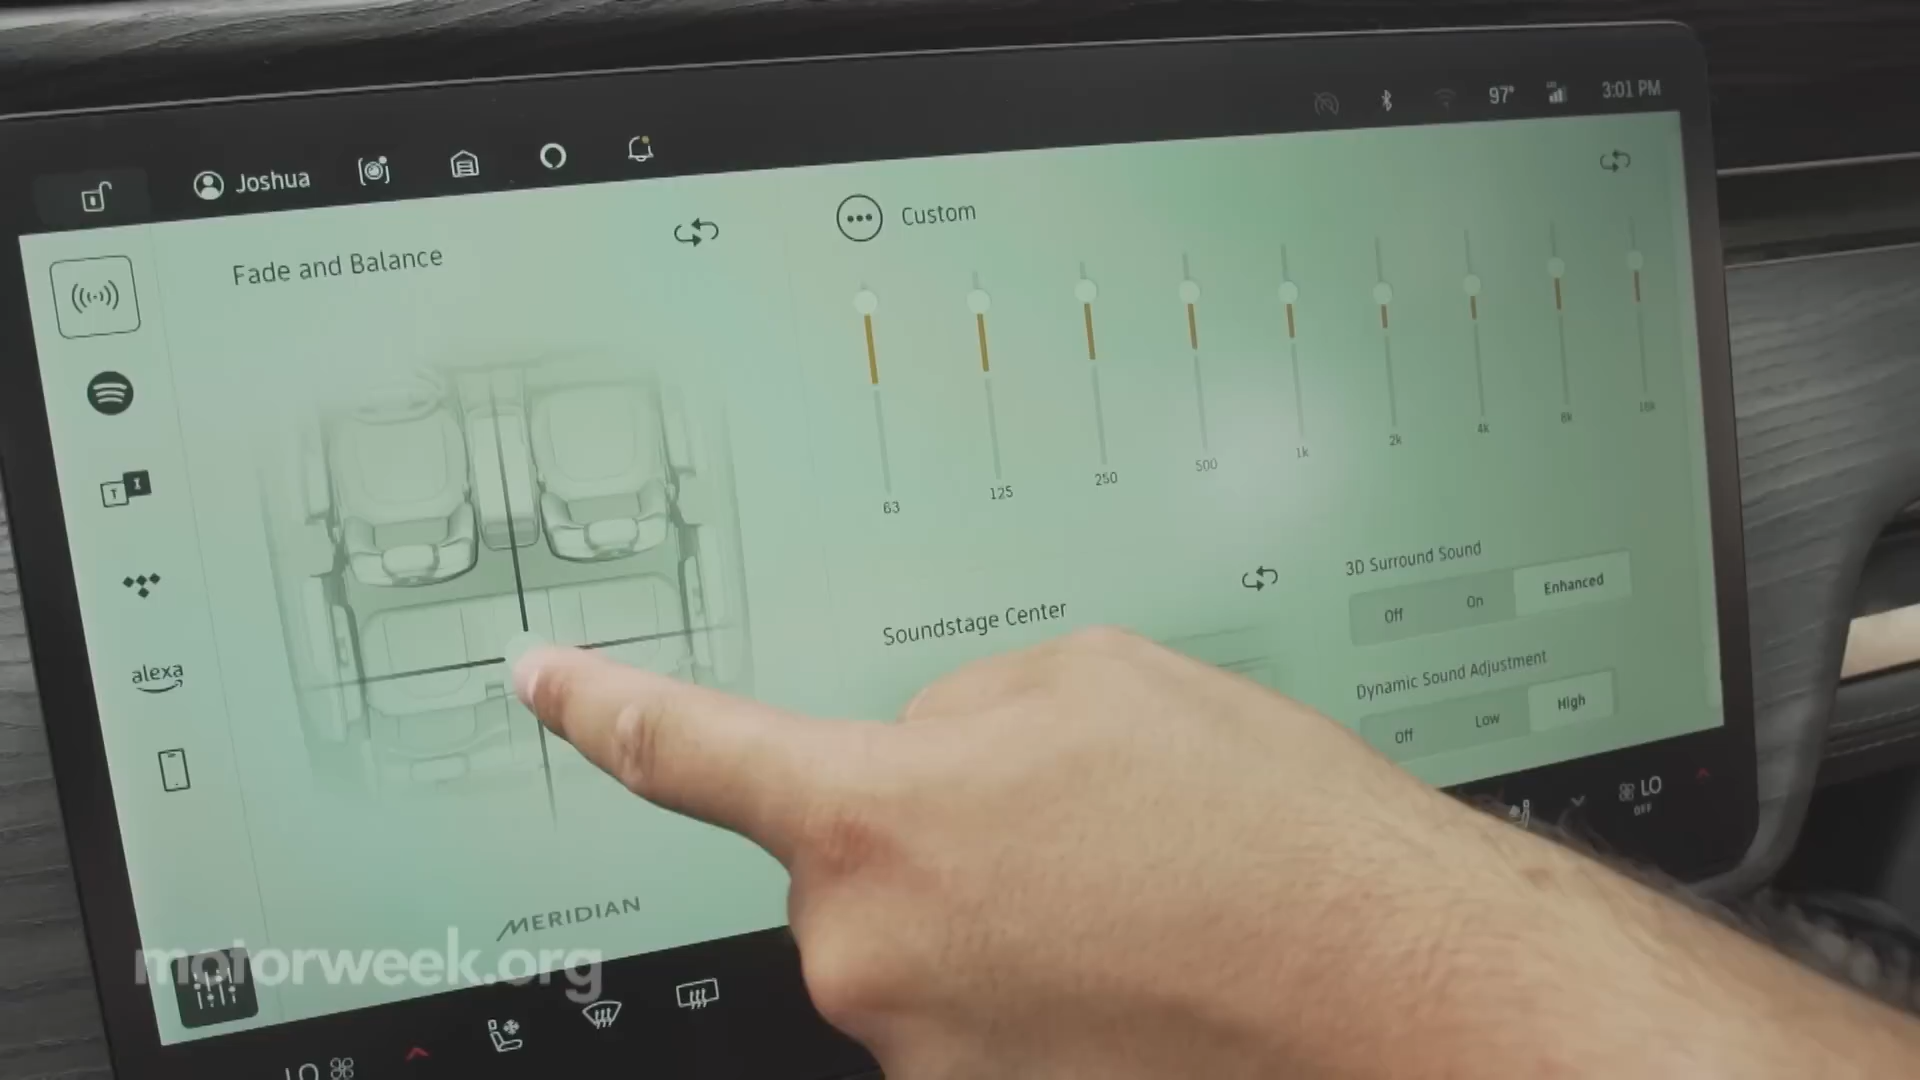 97° 3:01 PM
Joshua
Fade and Balance
Custom
63 125 250 500 1k 2k 4k 8k 16k
T I
alexa
Soundstage Center
3D Surround Sound
Off On Enhanced
Dynamic Sound Adjustment
Off Low High
MERIDIAN
motorweek.org
LO
OFF
LO